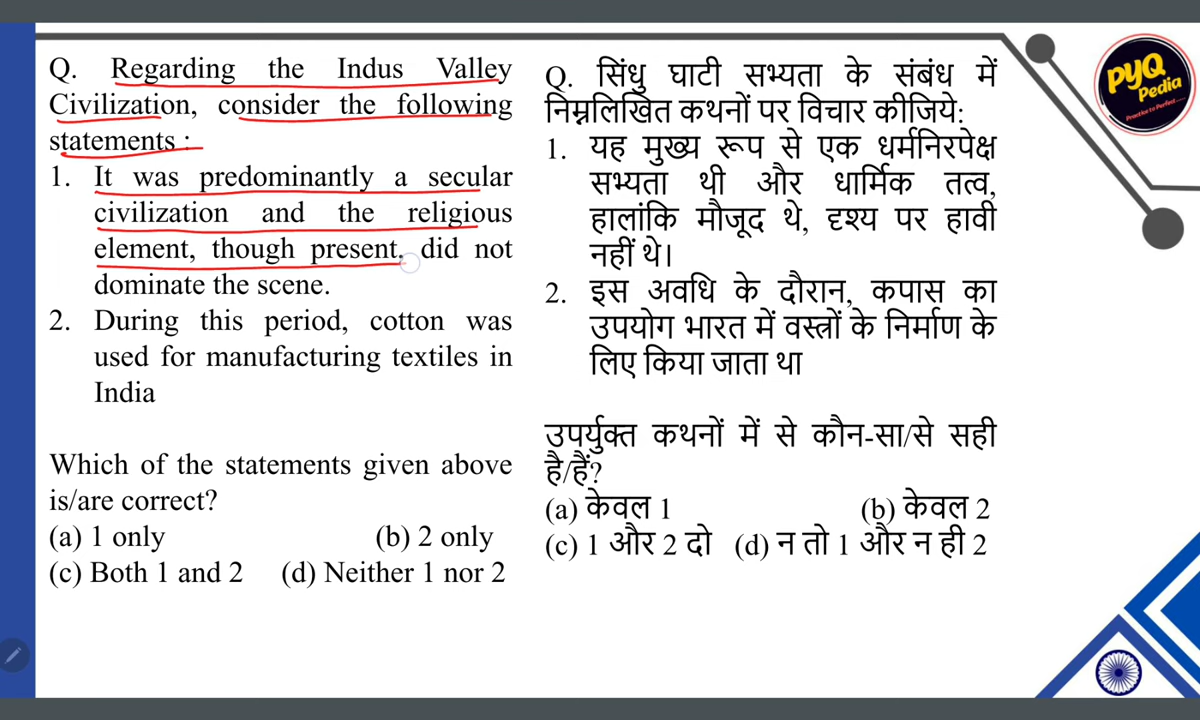 Q. Regarding the Indus Valley
Civilization, consider the following
statements :
1. It was predominantly a secular
civilization and the religious
element, though present, did not
dominate the scene.
2. During this period, cotton was
used for manufacturing textiles in
India
Which of the statements given above
is/are correct?
(a) 1 only (b) 2 only
(c) Both 1 and 2 (d) Neither 1 nor 2
Q. सिंधु घाटी सभ्यता के संबंध में
निम्नलिखित कथनों पर विचार कीजिये:
1. यह मुख्य रूप से एक धर्मनिरपेक्ष
सभ्यता थी और धार्मिक तत्व,
हालांकि मौजूद थे, दृश्य पर हावी
नहीं थे।
2. इस अवधि के दौरान, कपास का
उपयोग भारत में वस्त्रों के निर्माण के
लिए किया जाता था
उपर्युक्त कथनों में से कौन-सा/से सही
है/हैं?
(a) केवल 1 (b) केवल 2
(c) 1 और 2 दो (d) न तो 1 और न ही 2
PYQ
Pedia
Practice to Perfect......